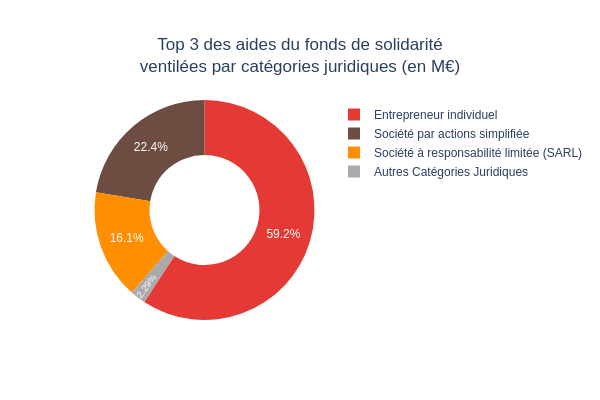 Top 3 des aides du fonds de solidarité
ventilées par catégories juridiques (en M€)
Entrepreneur individuel
Société par actions simplifiée
Société à responsabilité limitée (SARL)
Autres Catégories Juridiques
22.4%
59.2%
16.1%
2.29%